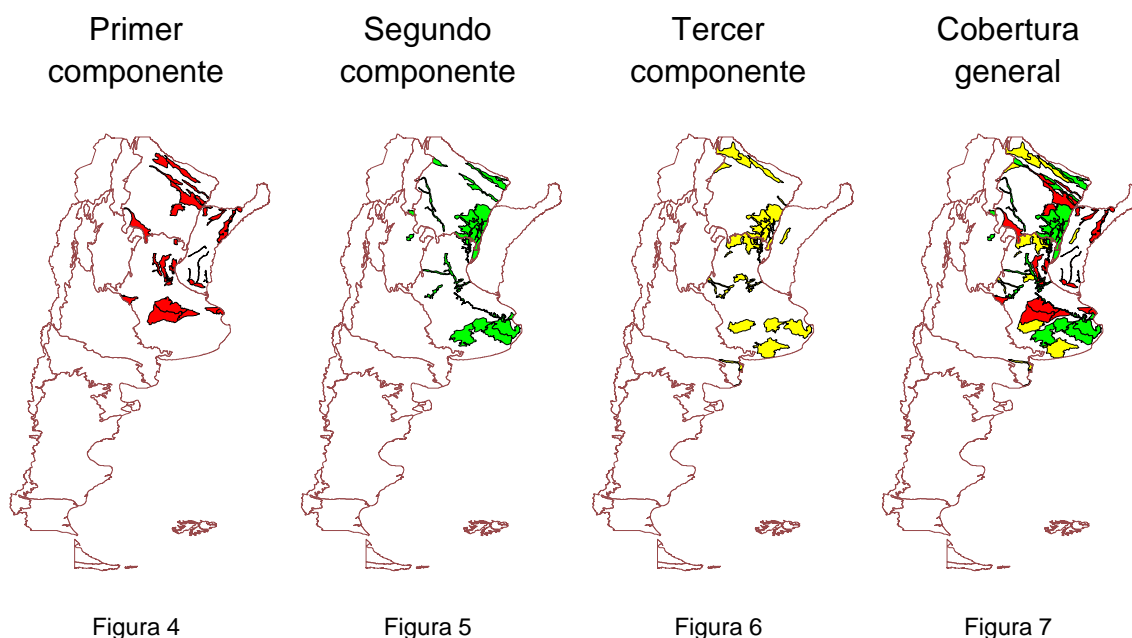 Primer
componente
Segundo
componente
Tercer
componente
Cobertura
general
Figura 4
Figura 5
Figura 6
Figura 7